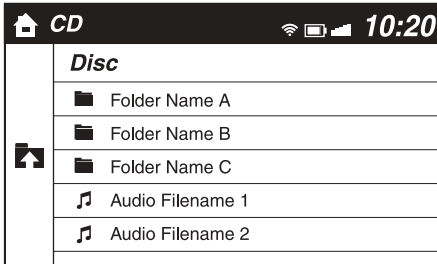 CD 10:20
Disc
Folder Name A
Folder Name B
Folder Name C
Audio Filename 1
Audio Filename 2